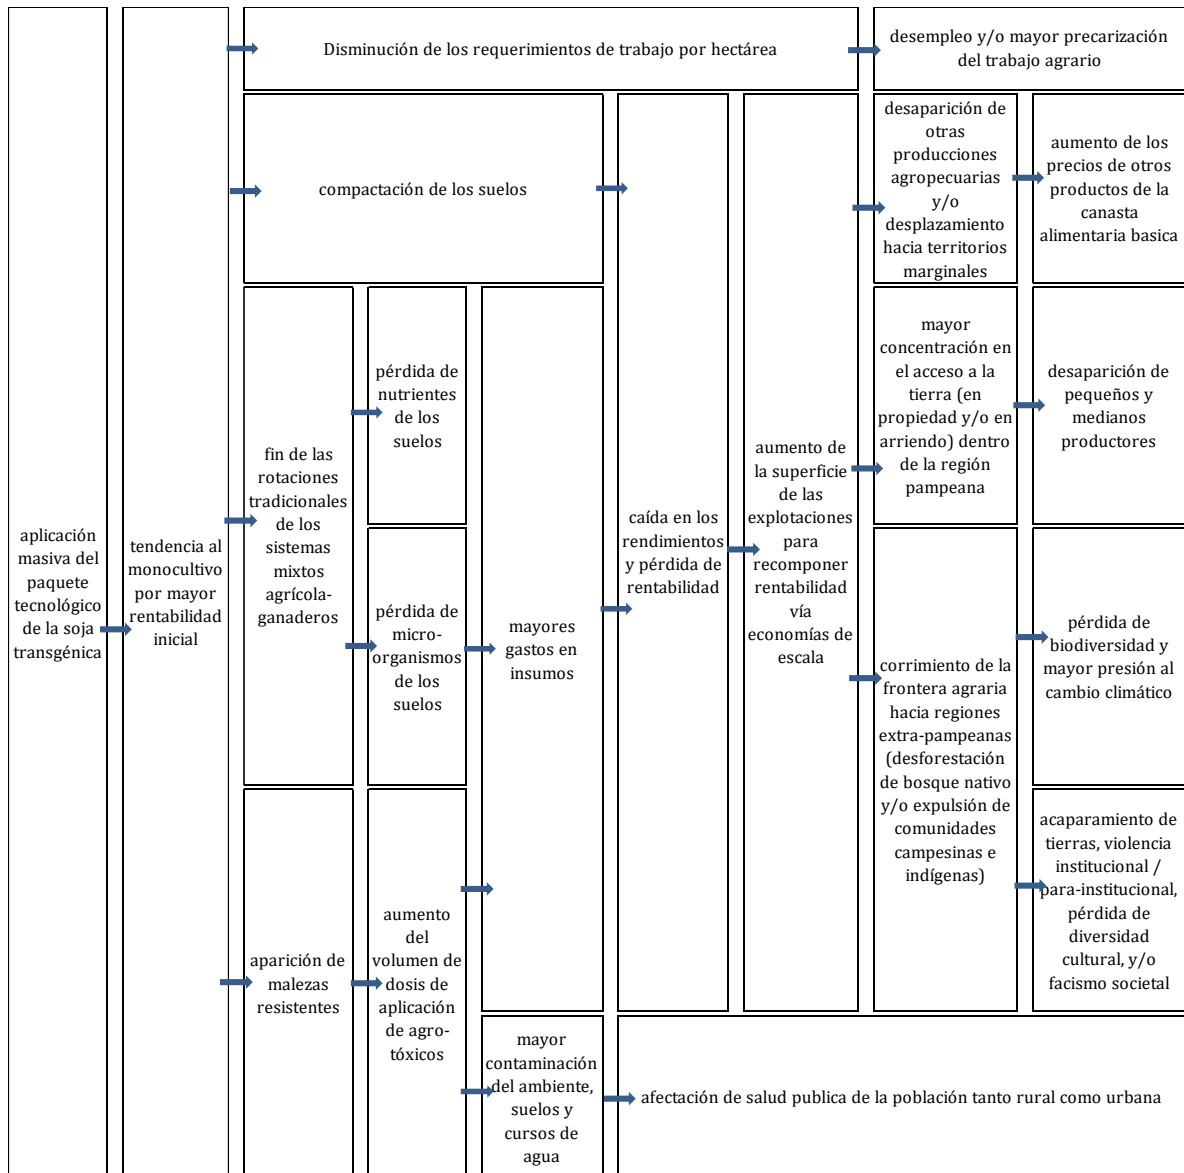 Disminución de los requerimientos de trabajo por hectárea
desempleo y/o mayor precarización
del trabajo agrario
compactación de los suelos
desaparición de
otras
producciones
agropecuarias
y/o
desplazamiento
hacia territorios
marginales
aumento de los
precios de otros
productos de la
canasta
alimentaria basica
aplicación
masiva del
paquete
tecnológico
de la soja
transgénica
tendencia al
monocultivo
por mayor
rentabilidad
inicial
fin de las
rotaciones
tradicionales
de los
sistemas
mixtos
agrícola-
ganaderos
pérdida de
nutrientes
de los
suelos
pérdida de
micro-
organismos
de los
suelos
mayores
gastos en
insumos
caída en los
rendimientos
y pérdida de
rentabilidad
aumento de
la superficie
de las
explotaciones
para
recomponer
rentabilidad
vía
economías de
escala
mayor
concentración en
el acceso a la
tierra (en
propiedad y/o en
arriendo) dentro
de la región
pampeana
desaparición de
pequeños y
medianos
productores
corrimiento de la
frontera agraria
hacia regiones
extra-pampeanas
(desforestación
de bosque nativo
y/o expulsión de
comunidades
campesinas e
indígenas)
pérdida de
biodiversidad y
mayor presión al
cambio climático
acaparamiento de
tierras, violencia
institucional /
para-institucional,
pérdida de
diversidad
cultural, y/o
facismo societal
aparición de
malezas
resistentes
aumento
del
volumen de
dosis de
aplicación
de agro-
tóxicos
mayor
contaminación
del ambiente,
suelos y
cursos de
agua
afectación de salud publica de la población tanto rural como urbana